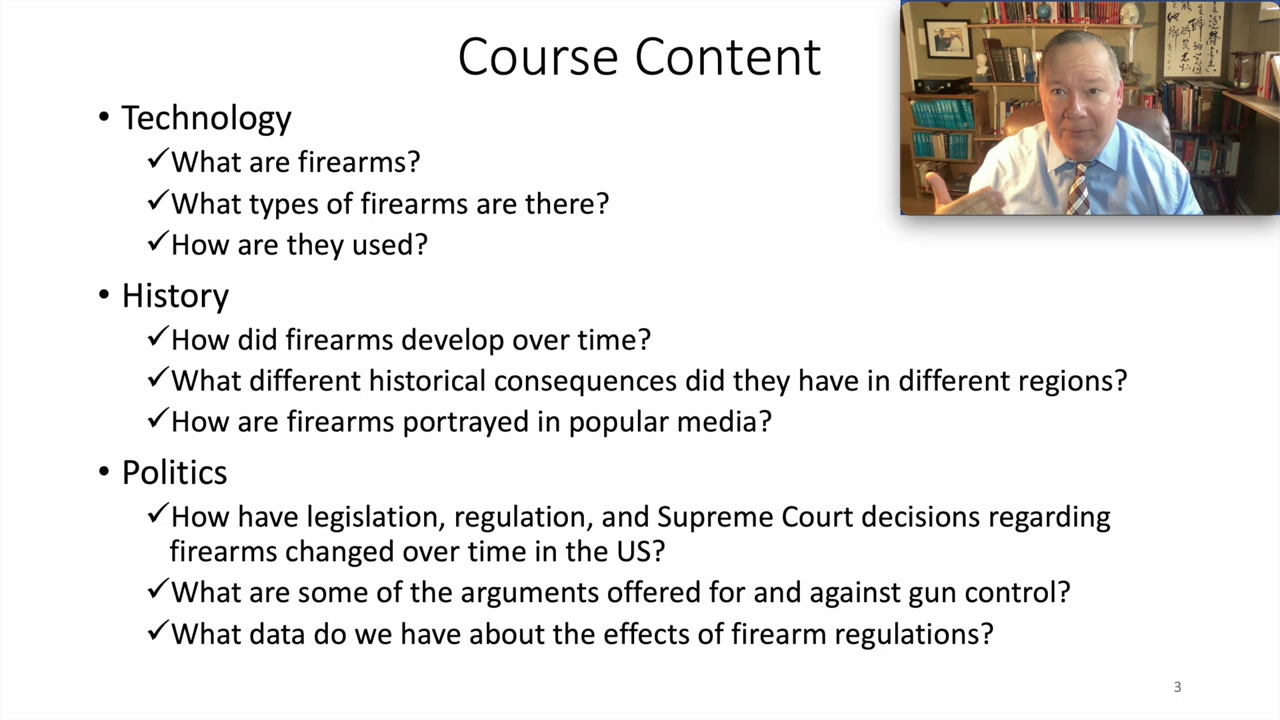 Course Content
• Technology
✓What are firearms?
✓What types of firearms are there?
✓How are they used?
• History
✓How did firearms develop over time?
✓What different historical consequences did they have in different regions?
✓How are firearms portrayed in popular media?
• Politics
✓How have legislation, regulation, and Supreme Court decisions regarding
firearms changed over time in the US?
✓What are some of the arguments offered for and against gun control?
✓What data do we have about the effects of firearm regulations?
3